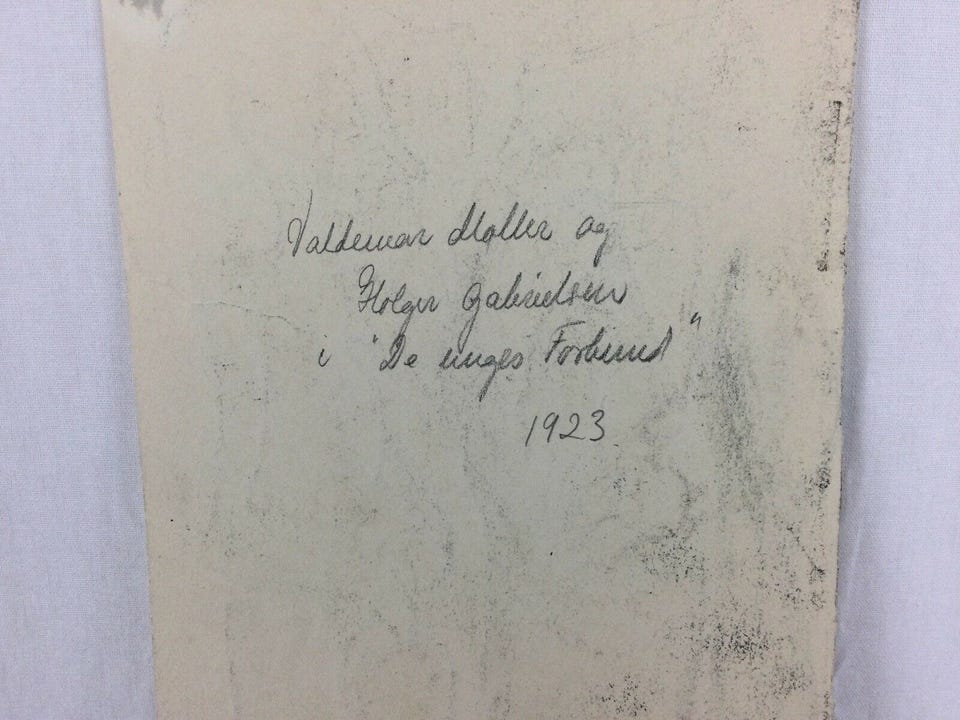 Valdemar Møller og
Holger Gabrielsen
i "De unges Forbund"
1923.